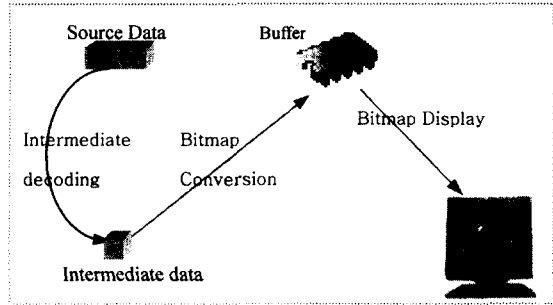 Source Data
Buffer
Intermediate
decoding
Bitmap
Conversion
Bitmap Display
Intermediate data